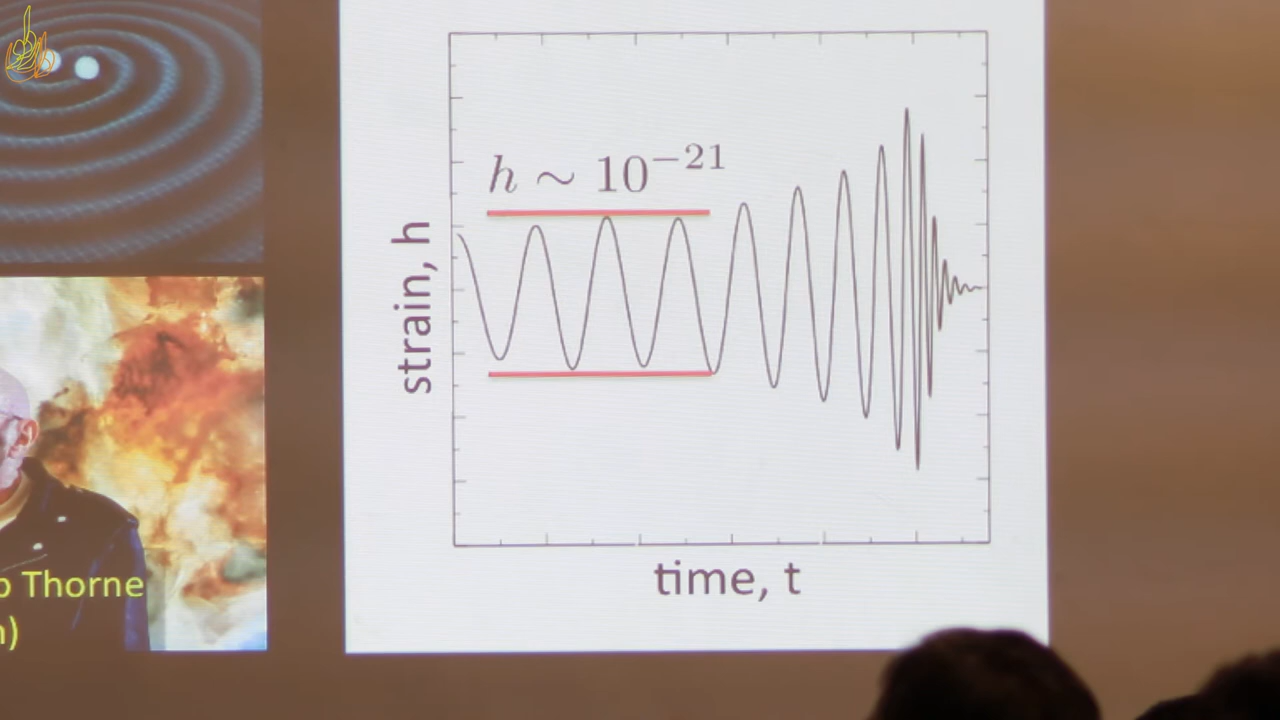 h ∼ 10⁻²¹
strain, h
time, t
Thorne